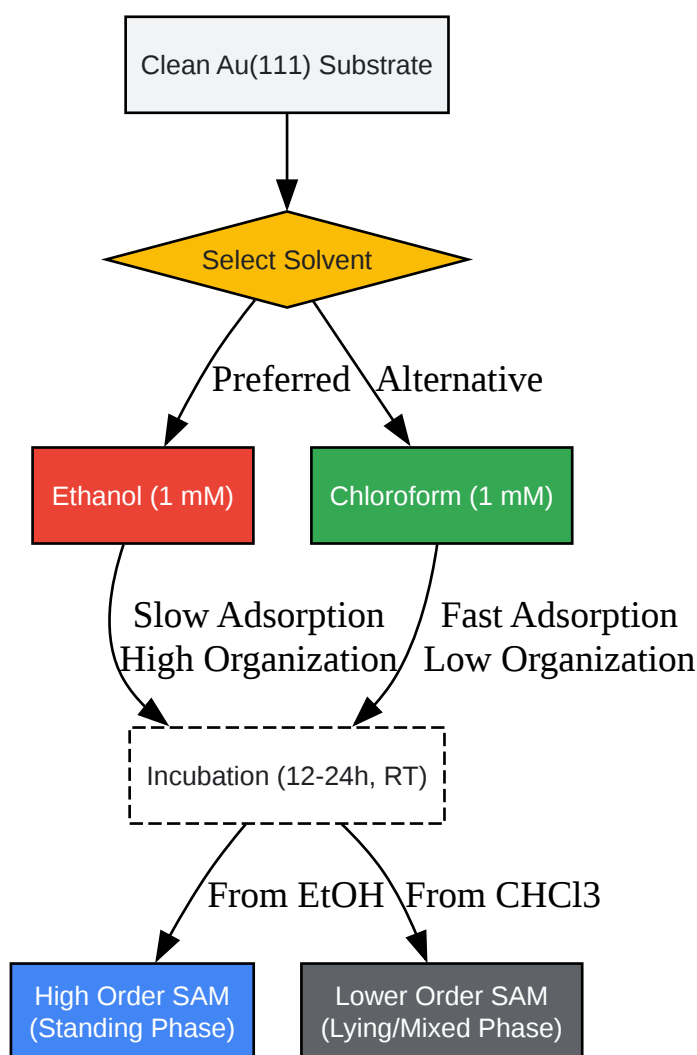 Clean Au(111) Substrate
Select Solvent
Preferred
Alternative
Ethanol (1 mM)
Chloroform (1 mM)
Slow Adsorption
High Organization
Fast Adsorption
Low Organization
Incubation (12-24h, RT)
From EtOH
From CHCl3
High Order SAM
(Standing Phase)
Lower Order SAM
(Lying/Mixed Phase)